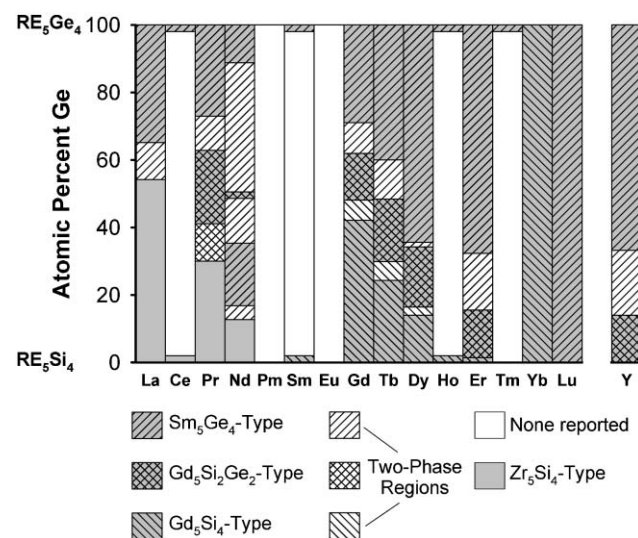 RE₅Ge₄
100
80
60
40
20
0
RE₅Si₄
Atomic Percent Ge
La Ce Pr Nd Pm Sm Eu Gd Tb Dy Ho Er Tm Yb Lu Y
Sm₅Ge₄-Type
None reported
Gd₅Si₂Ge₂-Type
Two-Phase
Regions
Zr₅Si₄-Type
Gd₅Si₄-Type